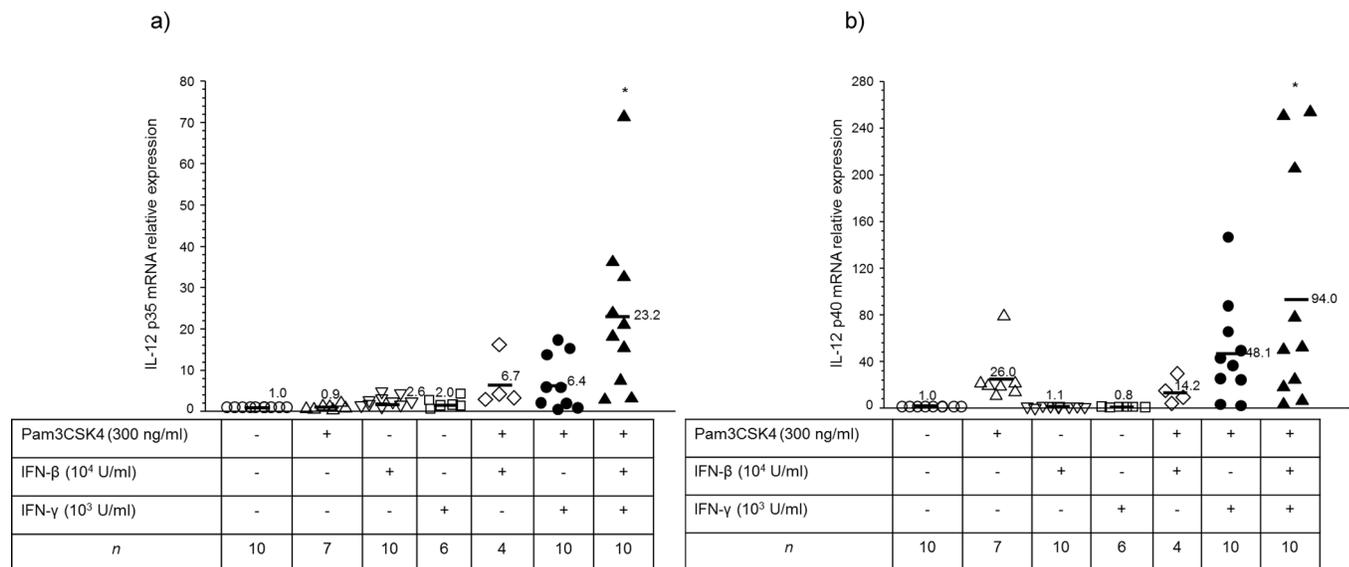 a)
IL-12 p35 mRNA relative expression
80
70
60
50
40
30
20
10
0
1.0
0.9
2.6
2.0
6.7
6.4
23.2
*
Pam3CSK4 (300 ng/ml) - + - - + + +
IFN-β (10⁴ U/ml) - - + - + - +
IFN-γ (10³ U/ml) - - - + - + +
n 10 7 10 6 4 10 10
b)
IL-12 p40 mRNA relative expression
280
240
200
160
120
80
40
0
1.0
26.0
1.1
0.8
14.2
48.1
94.0
*
Pam3CSK4 (300 ng/ml) - + - - + + +
IFN-β (10⁴ U/ml) - - + - + - +
IFN-γ (10³ U/ml) - - - + - + +
n 10 7 10 6 4 10 10